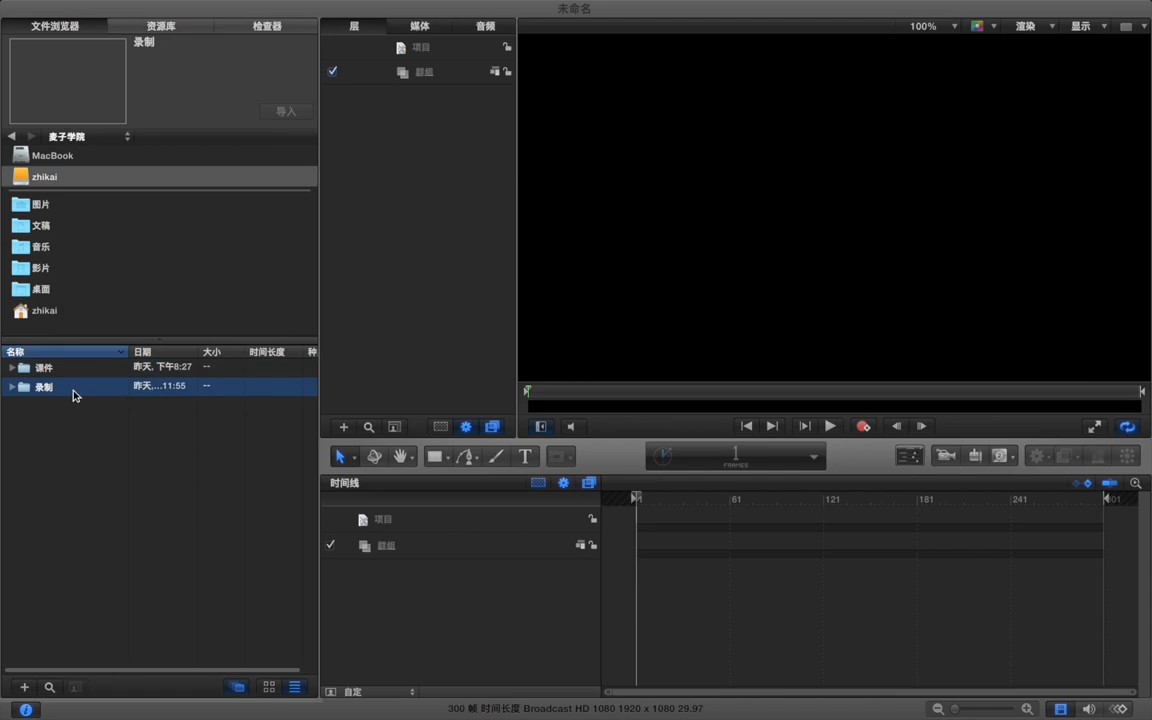 未命名
文件浏览器 资源库 检查器 层 媒体 音频 100% 渲染 显示
录制
项目
群组
导入
麦子学院
MacBook
zhikai
图片
文稿
音乐
影片
桌面
zhikai
名称 日期 大小 时间长度 种
课件 昨天, 下午8:27 --
录制 昨天,...11:55 --
1
FRAMES
时间线
61 121 181 241 301
项目
群组
自定
300 帧 时间长度 Broadcast HD 1080 1920 x 1080 29.97